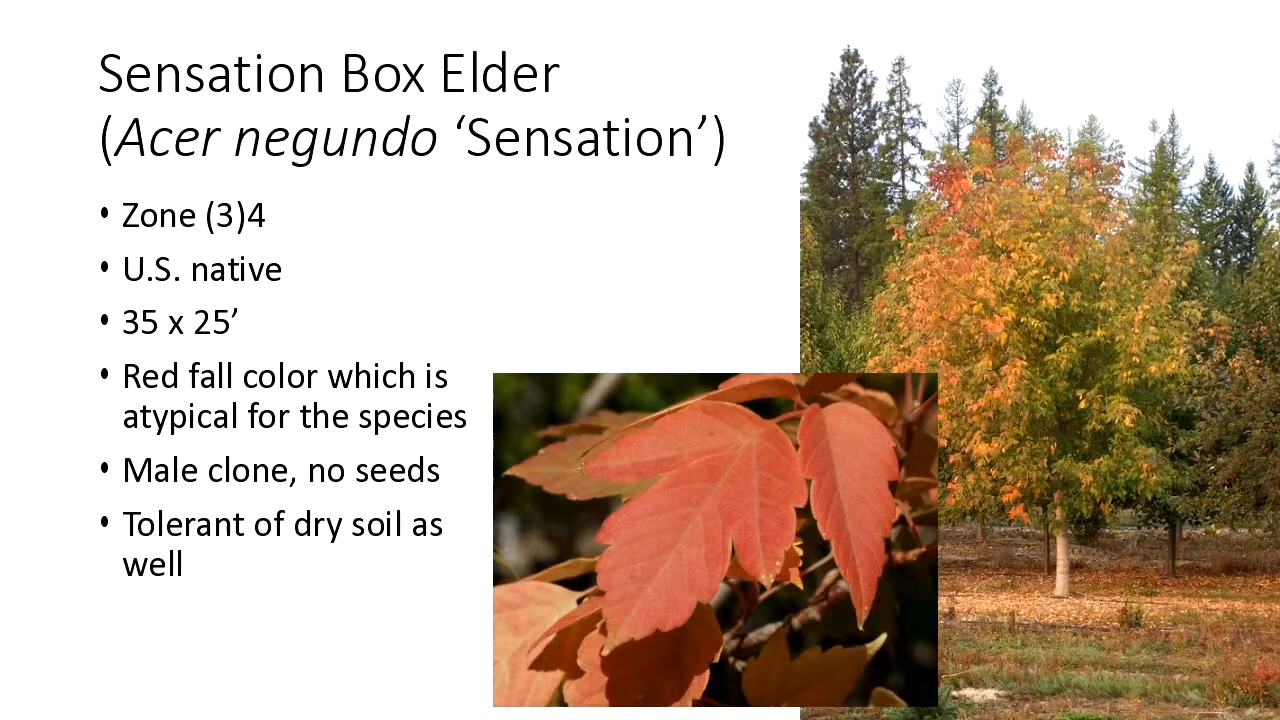 Sensation Box Elder
(Acer negundo ‘Sensation’)
• Zone (3)4
• U.S. native
• 35 x 25’
• Red fall color which is
atypical for the species
• Male clone, no seeds
• Tolerant of dry soil as
well